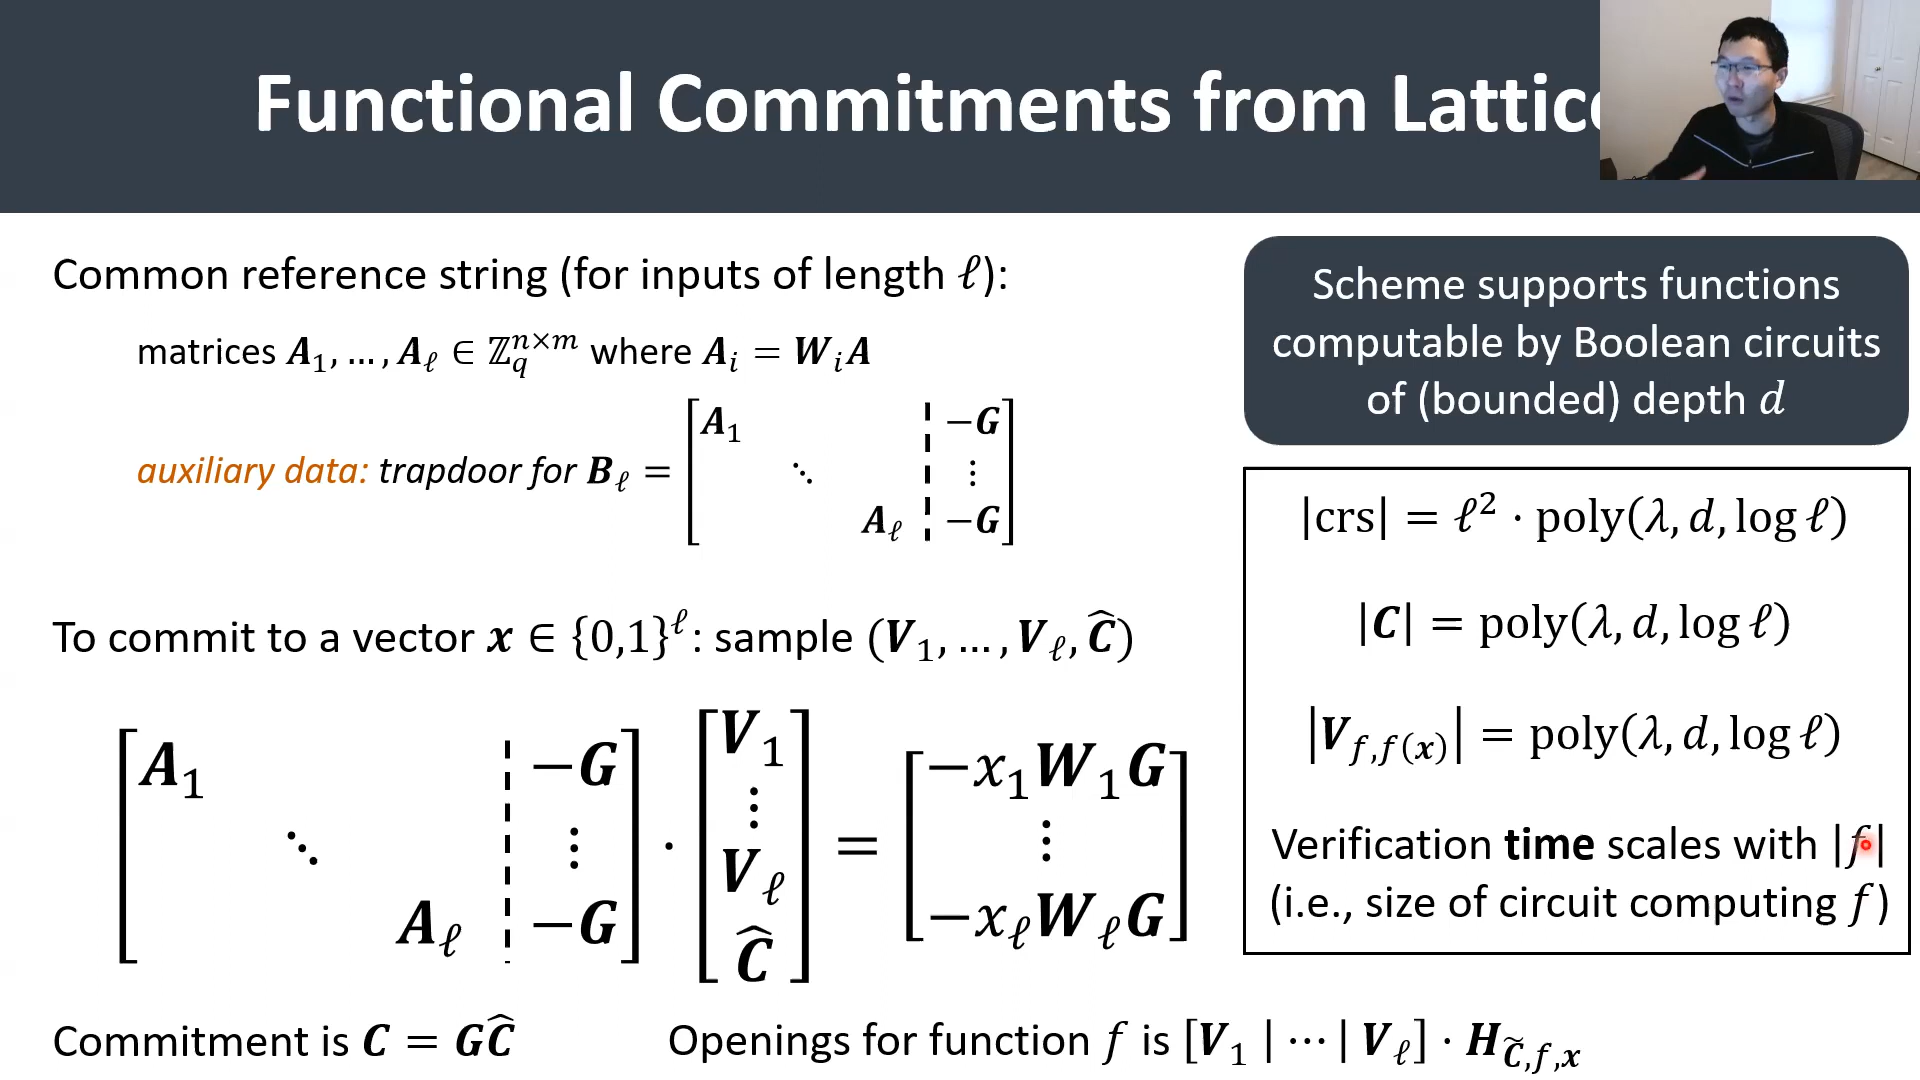 Functional Commitments from Lattic
Common reference string (for inputs of length ℓ):
matrices A₁, …, A_ℓ ∈ ℤ_q^{n×m} where A_i = W_i A
auxiliary data: trapdoor for B_ℓ = [ A₁ ⋱ A_ℓ | −G ⋮ −G ]
To commit to a vector x ∈ {0,1}^ℓ: sample (V₁, …, V_ℓ, Ĉ)
[ A₁ ⋱ A_ℓ | −G ⋮ −G ] · [ V₁ ⋮ V_ℓ Ĉ ] = [ −x₁W₁G ⋮ −x_ℓW_ℓG ]
Commitment is C = GĈ
Openings for function f is [V₁ | ⋯ | V_ℓ] · H_{C̃,f,x}
Scheme supports functions
computable by Boolean circuits
of (bounded) depth d
|crs| = ℓ² · poly(λ, d, log ℓ)
|C| = poly(λ, d, log ℓ)
|V_{f,f(x)}| = poly(λ, d, log ℓ)
Verification time scales with |f|
(i.e., size of circuit computing f)